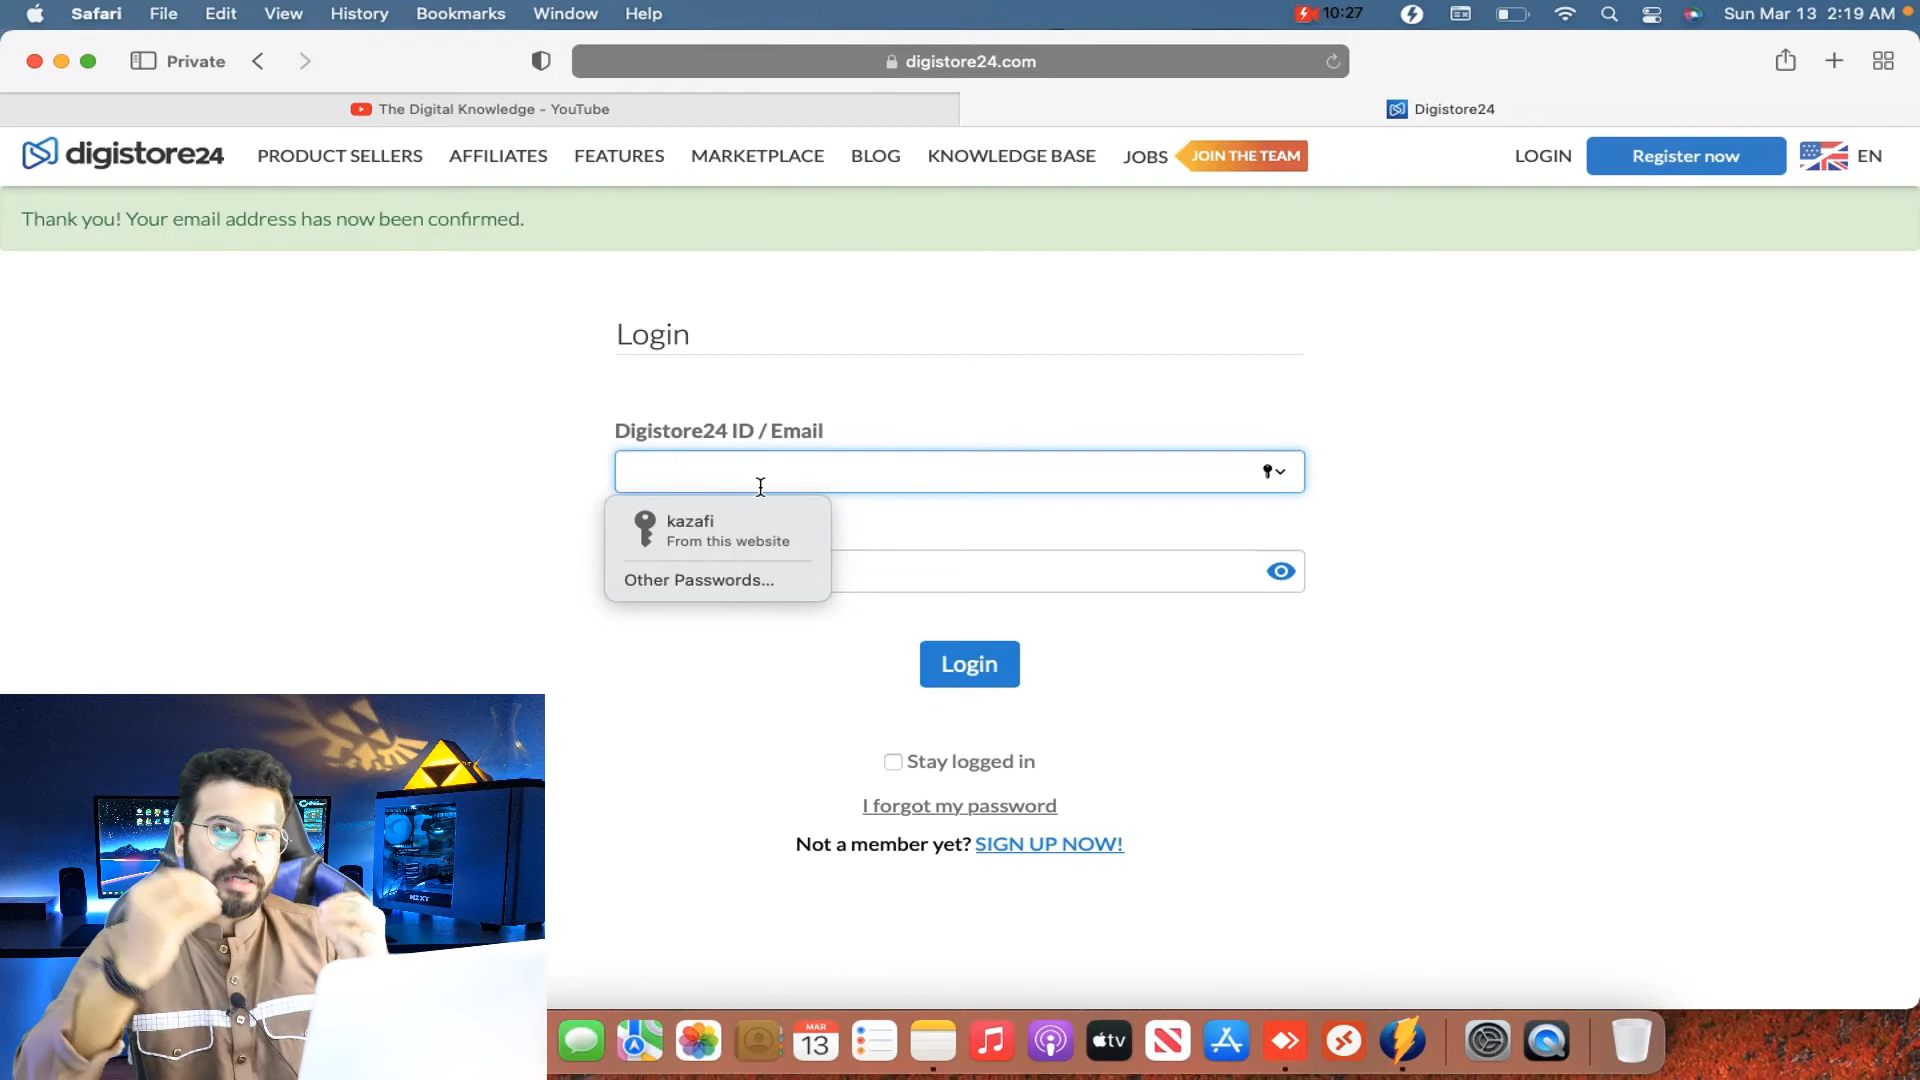 Safari File Edit View History Bookmarks Window Help 10:27 Sun Mar 13 2:19 AM
Private digistore24.com
The Digital Knowledge - YouTube Digistore24
digistore24 PRODUCT SELLERS AFFILIATES FEATURES MARKETPLACE BLOG KNOWLEDGE BASE JOBS JOIN THE TEAM LOGIN Register now EN
Thank you! Your email address has now been confirmed.
Login
Digistore24 ID / Email
kazafi
From this website
Other Passwords...
Login
Stay logged in
I forgot my password
Not a member yet? SIGN UP NOW!
NZXT
MAR
13
tv